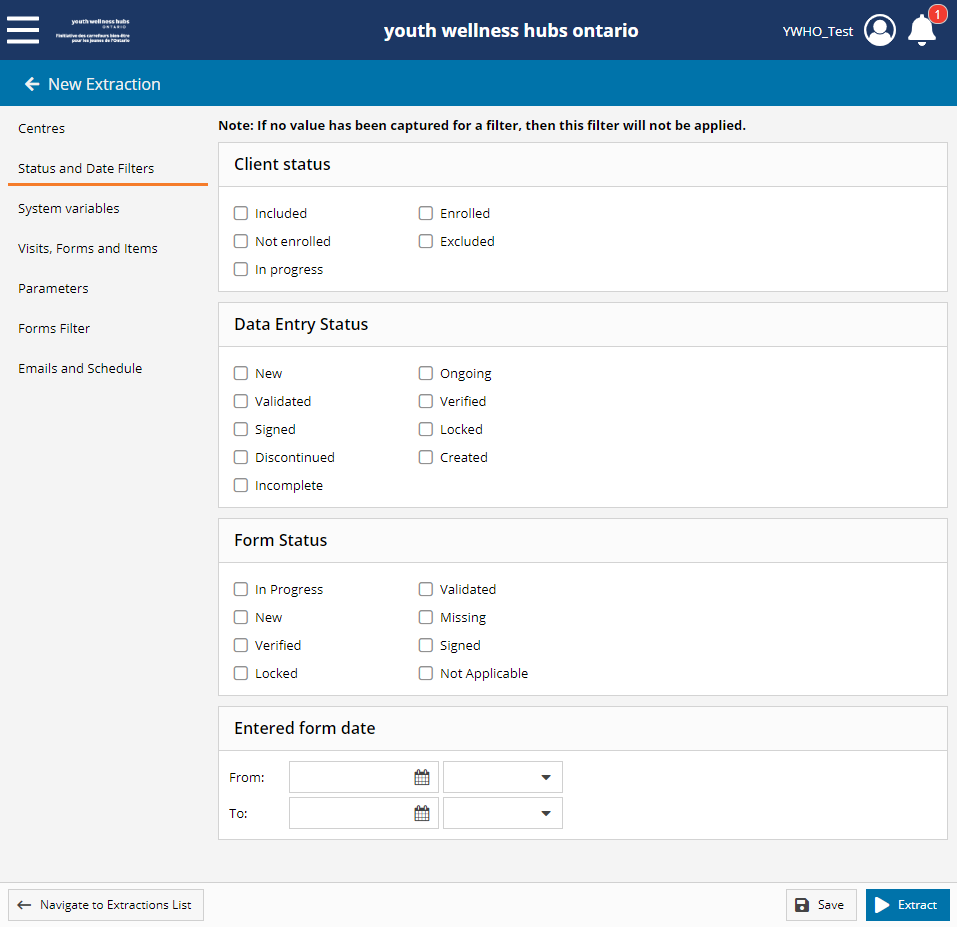 youth wellness hubs
ONTARIO
l'initiative des carrefours bien-être
pour les jeunes de l'Ontario
youth wellness hubs ontario
YWHO_Test
1
New Extraction
Centres
Status and Date Filters
System variables
Visits, Forms and Items
Parameters
Forms Filter
Emails and Schedule
Note: If no value has been captured for a filter, then this filter will not be applied.
Client status
Included Enrolled
Not enrolled Excluded
In progress
Data Entry Status
New Ongoing
Validated Verified
Signed Locked
Discontinued Created
Incomplete
Form Status
In Progress Validated
New Missing
Verified Signed
Locked Not Applicable
Entered form date
From:
To:
Navigate to Extractions List Save Extract